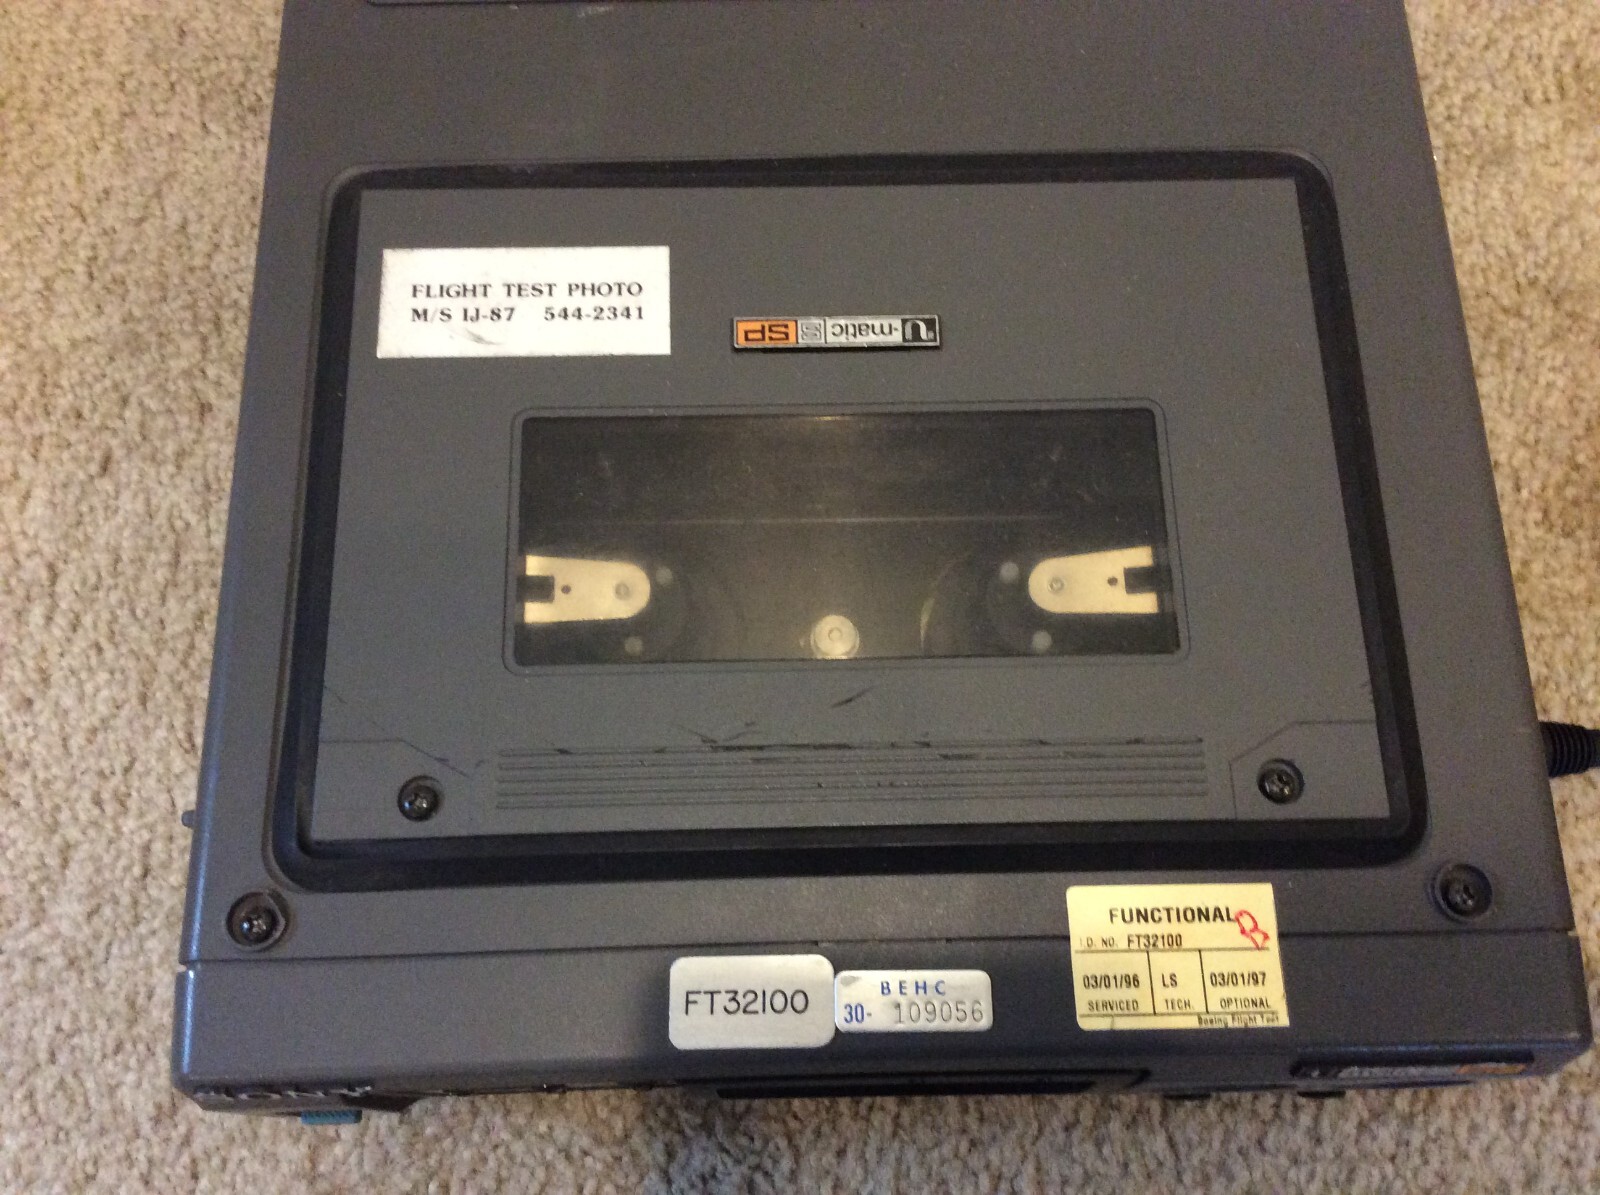 FLIGHT TEST PHOTO
M/S IJ-87 544-2341
U-matic S SP
FUNCTIONAL R
I.D. NO. FT32100
03/01/96 LS 03/01/97
SERVICED TECH. OPTIONAL
Boeing Flight Test
FT32100
BEHC
30- 109056
SONY